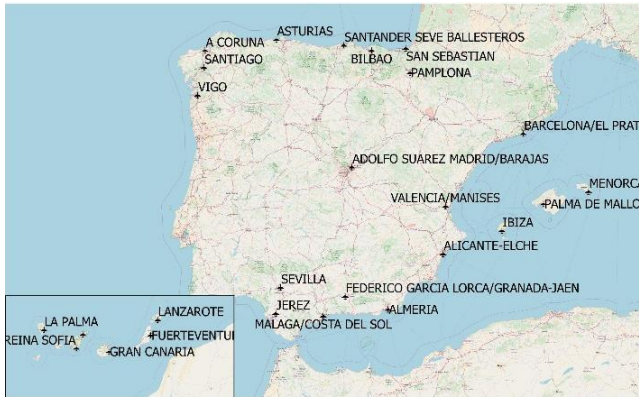 ASTURIAS
A CORUNA
SANTANDER SEVE BALLESTEROS
BILBAO
SAN SEBASTIAN
SANTIAGO
PAMPLONA
VIGO
BARCELONA/EL PRAT
ADOLFO SUAREZ MADRID/BARAJAS
MENORCA
VALENCIA/MANISES
PALMA DE MALLO
IBIZA
ALICANTE-ELCHE
SEVILLA
FEDERICO GARCIA LORCA/GRANADA-JAEN
JEREZ
ALMERIA
MALAGA/COSTA DEL SOL
LANZAROTE
LA PALMA
FUERTEVENTUI
REINA SOFIA
GRAN CANARIA